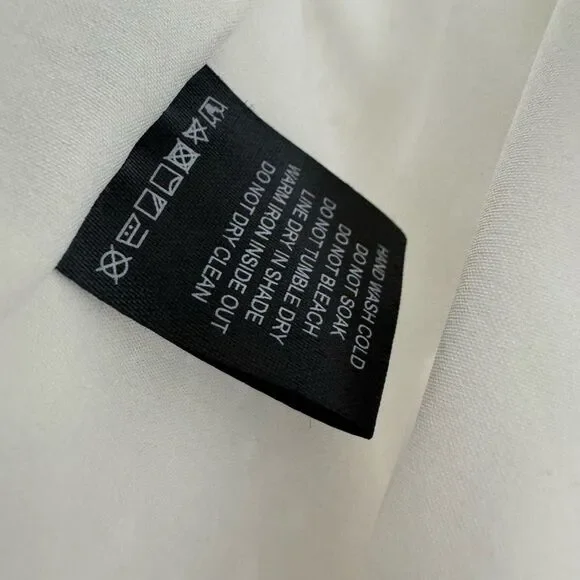 HAND WASH COLD
DO NOT SOAK
DO NOT BLEACH
LINE DRY IN SHADE
DO NOT TUMBLE DRY
WARM IRON INSIDE OUT
DO NOT DRY CLEAN